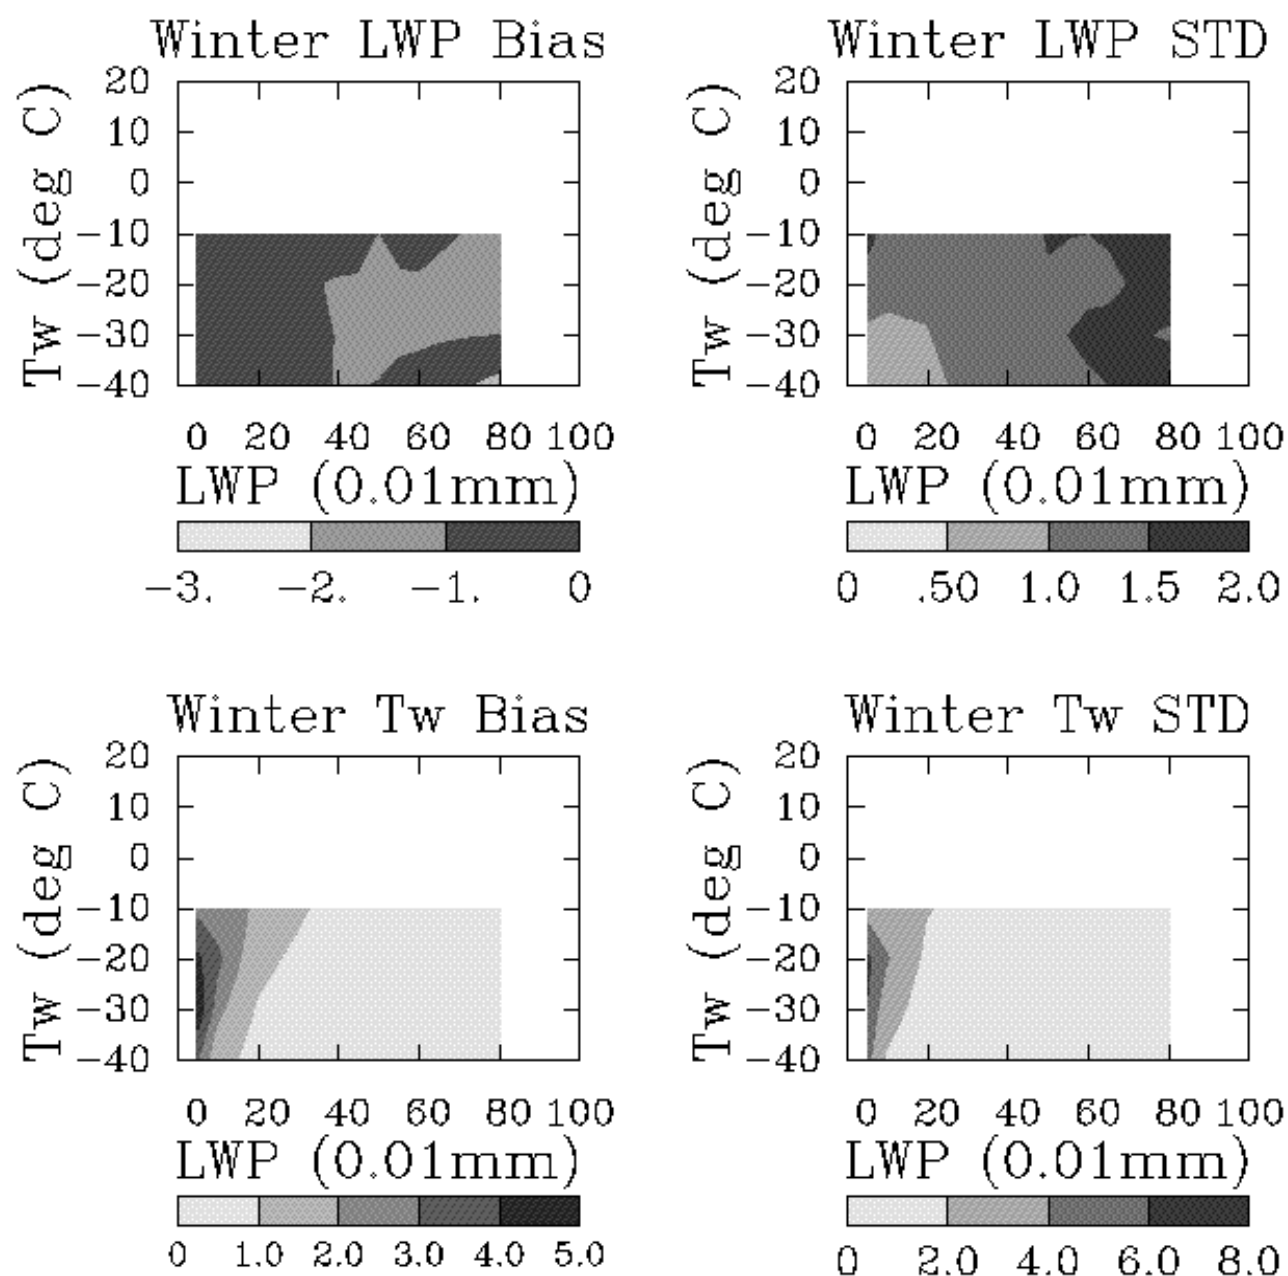 Winter LWP Bias
20
10
0
−10
−20
−30
−40
Tw (deg C)
0 20 40 60 80 100
LWP (0.01mm)
−3. −2. −1. 0
Winter LWP STD
20
10
0
−10
−20
−30
−40
Tw (deg C)
0 20 40 60 80 100
LWP (0.01mm)
0 .50 1.0 1.5 2.0
Winter Tw Bias
20
10
0
−10
−20
−30
−40
Tw (deg C)
0 20 40 60 80 100
LWP (0.01mm)
0 1.0 2.0 3.0 4.0 5.0
Winter Tw STD
20
10
0
−10
−20
−30
−40
Tw (deg C)
0 20 40 60 80 100
LWP (0.01mm)
0 2.0 4.0 6.0 8.0